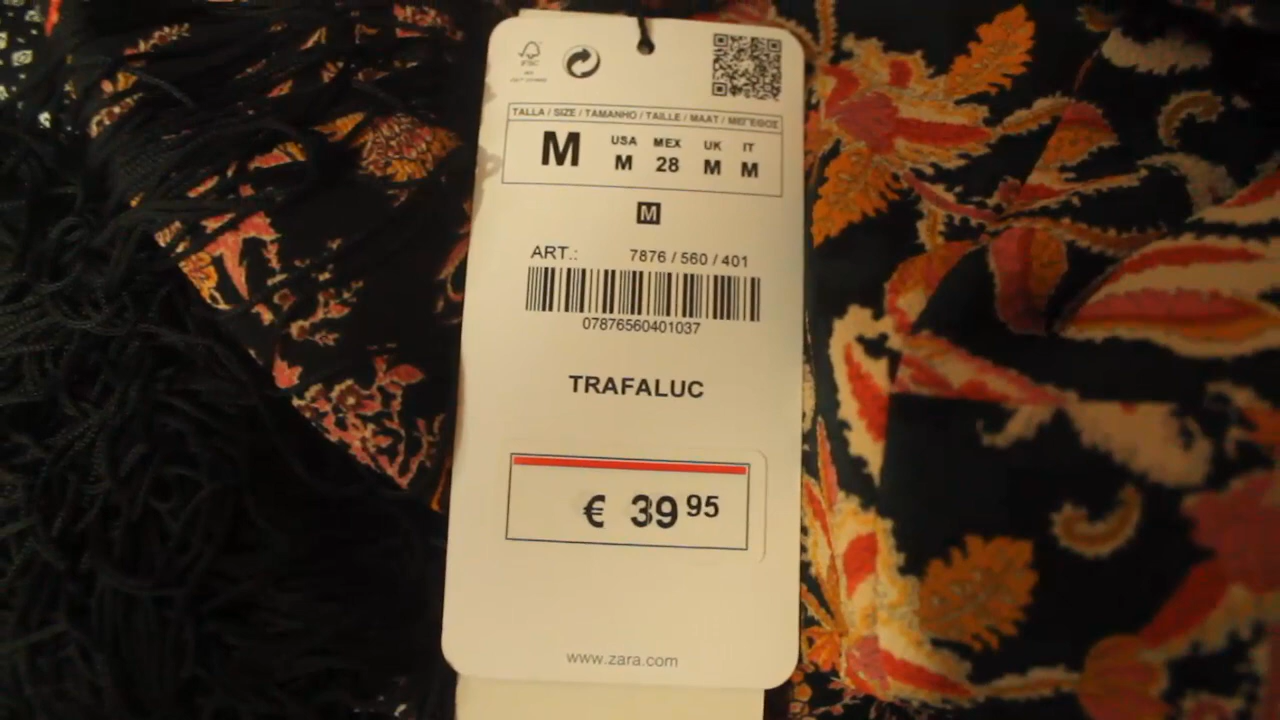 FSC
TALLA / SIZE / TAMANHO / TAILLE / MAAT / ΜΕΓΕΘΟΣ
M USA M MEX 28 UK M IT M
M
ART.: 7876 / 560 / 401
07876560401037
TRAFALUC
€ 39 95
www.zara.com